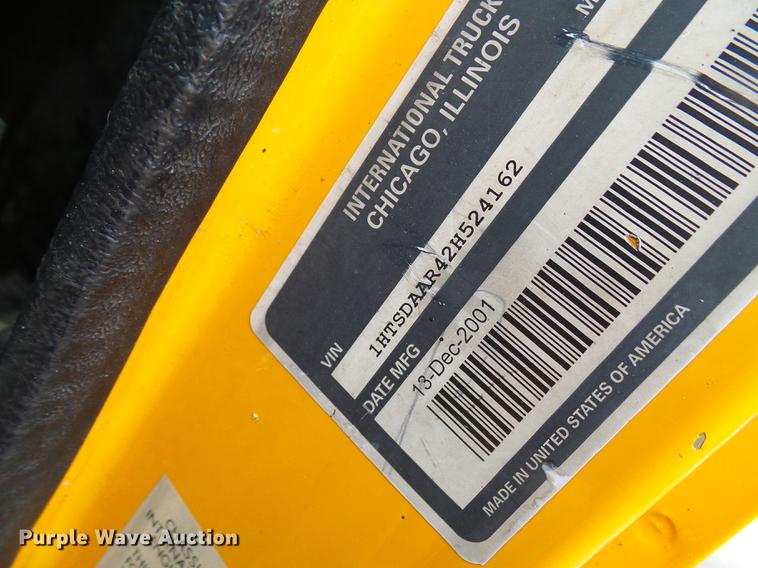 INTERNATIONAL TRUCK
CHICAGO, ILLINOIS
VIN
1HTSDAAR42H524162
DATE MFG
13-Dec-2001
MADE IN UNITED STATES OF AMERICA
Purple Wave Auction